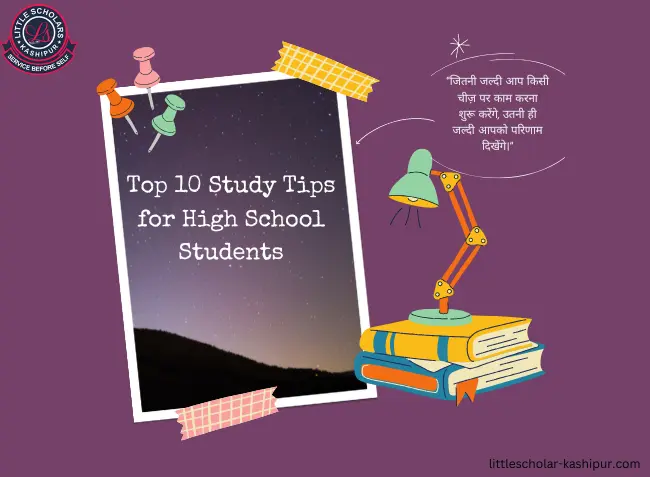 LITTLE SCHOLARS
LS
KASHIPUR
SERVICE BEFORE SELF
"जितनी जल्दी आप किसी
चीज़ पर काम करना
शुरू करेंगे, उतनी ही
जल्दी आपको परिणाम
दिखेंगे।"
Top 10 Study Tips
for High School
Students
littlescholar-kashipur.com